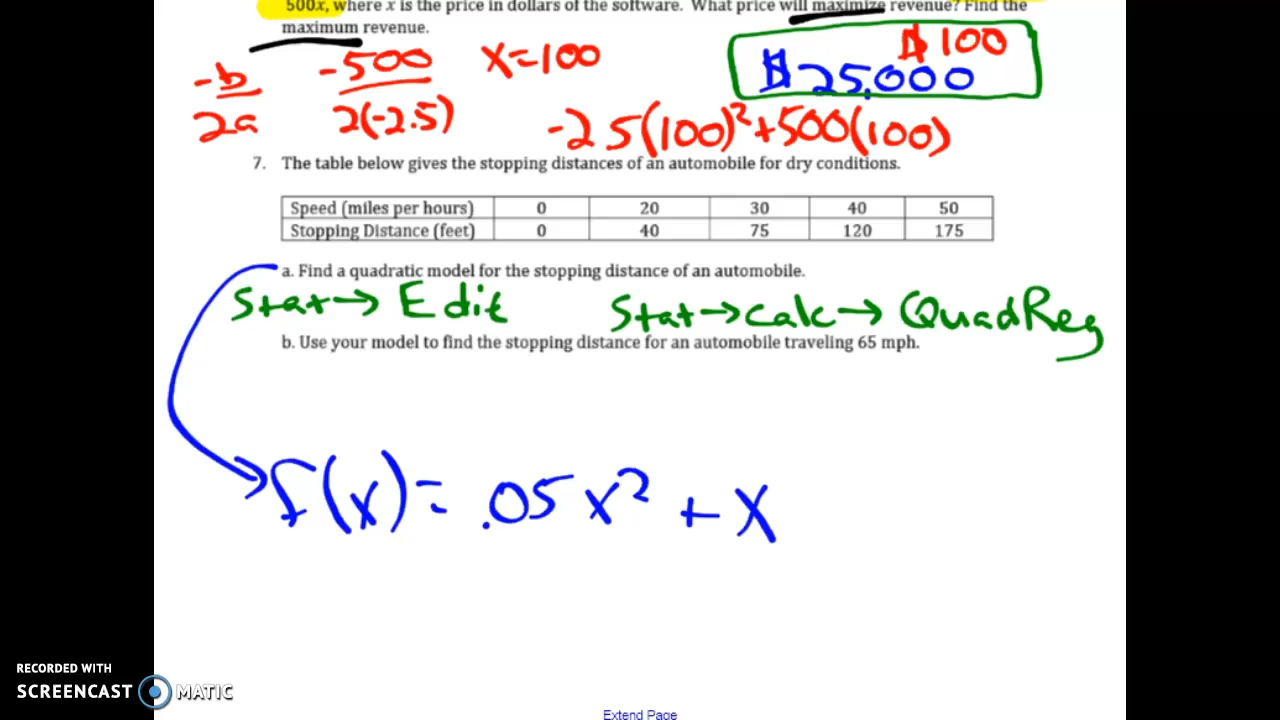 500x, where x is the price in dollars of the software. What price will maximize revenue? Find the
maximum revenue.
$100
$25,000
-b/2a -500/2(-2.5) x=100
-25(100)²+500(100)
7. The table below gives the stopping distances of an automobile for dry conditions.
Speed (miles per hours) 0 20 30 40 50
Stopping Distance (feet) 0 40 75 120 175
a. Find a quadratic model for the stopping distance of an automobile.
Stat→ Edit Stat→calc→ QuadReg
b. Use your model to find the stopping distance for an automobile traveling 65 mph.
f(x)= .05x² + x
RECORDED WITH
SCREENCAST MATIC
Extend Page